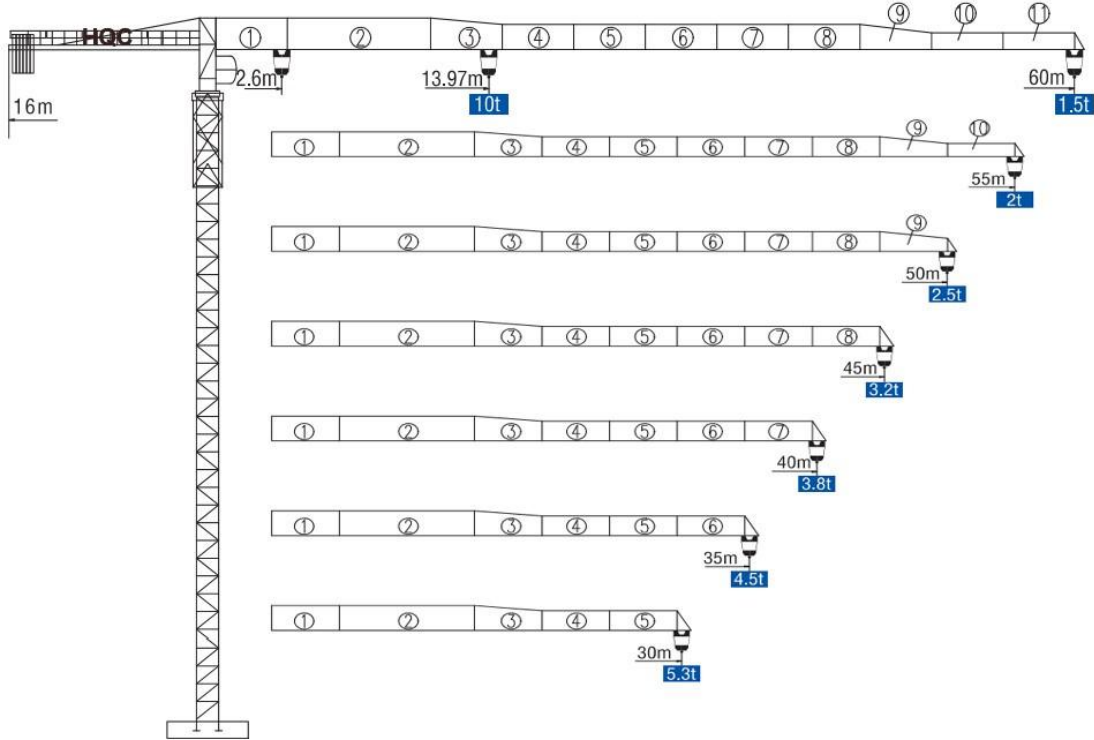 ⑨ ⑩ ⑪
HQC ① ② ③ ④ ⑤ ⑥ ⑦ ⑧
2.6m 13.97m 60m
16m 10t 1.5t
⑨ ⑩
① ② ③ ④ ⑤ ⑥ ⑦ ⑧
55m
2t
⑨
① ② ③ ④ ⑤ ⑥ ⑦ ⑧
50m
2.5t
① ② ③ ④ ⑤ ⑥ ⑦ ⑧
45m
3.2t
① ② ③ ④ ⑤ ⑥ ⑦
40m
3.8t
① ② ③ ④ ⑤ ⑥
35m
4.5t
① ② ③ ④ ⑤
30m
5.3t